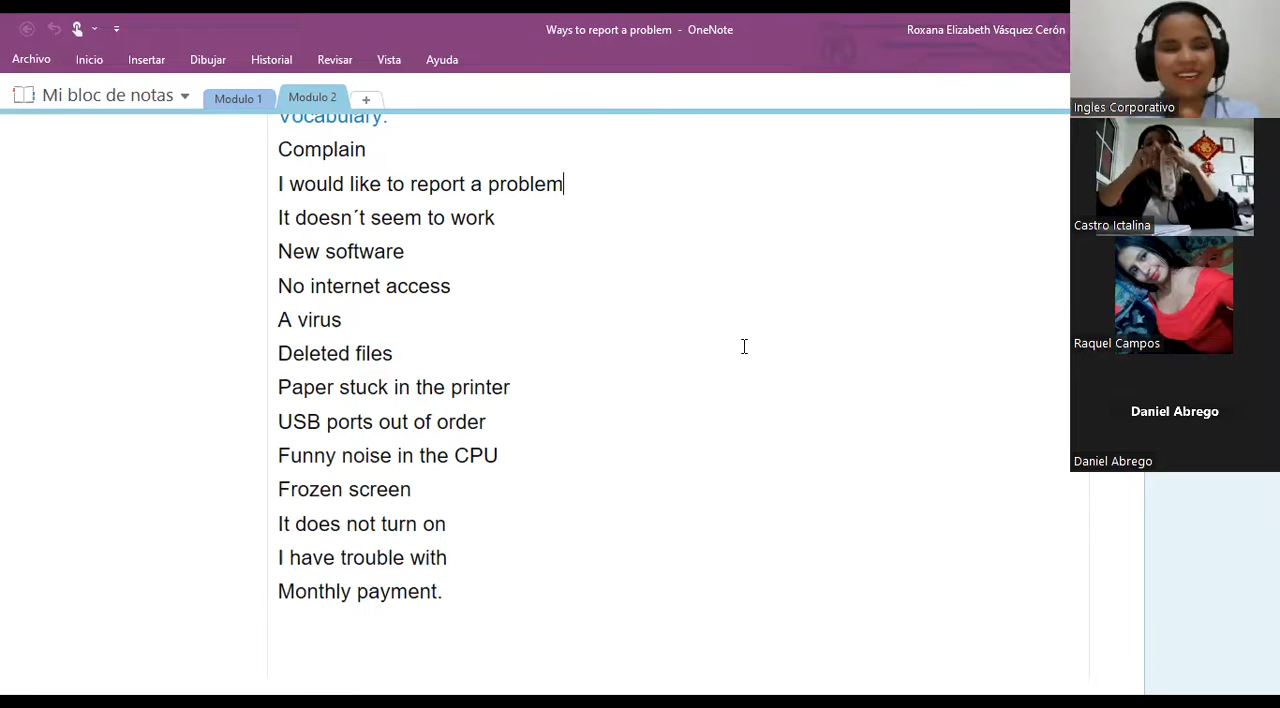 Ways to report a problem - OneNote
Roxana Elizabeth Vásquez Cerón
Archivo Inicio Insertar Dibujar Historial Revisar Vista Ayuda
Mi bloc de notas Modulo 1 Modulo 2 +
Vocabulary:
Complain
I would like to report a problem
It doesn´t seem to work
New software
No internet access
A virus
Deleted files
Paper stuck in the printer
USB ports out of order
Funny noise in the CPU
Frozen screen
It does not turn on
I have trouble with
Monthly payment.
Ingles Corporativo
Castro Ictalina
Raquel Campos
Daniel Abrego
Daniel Abrego